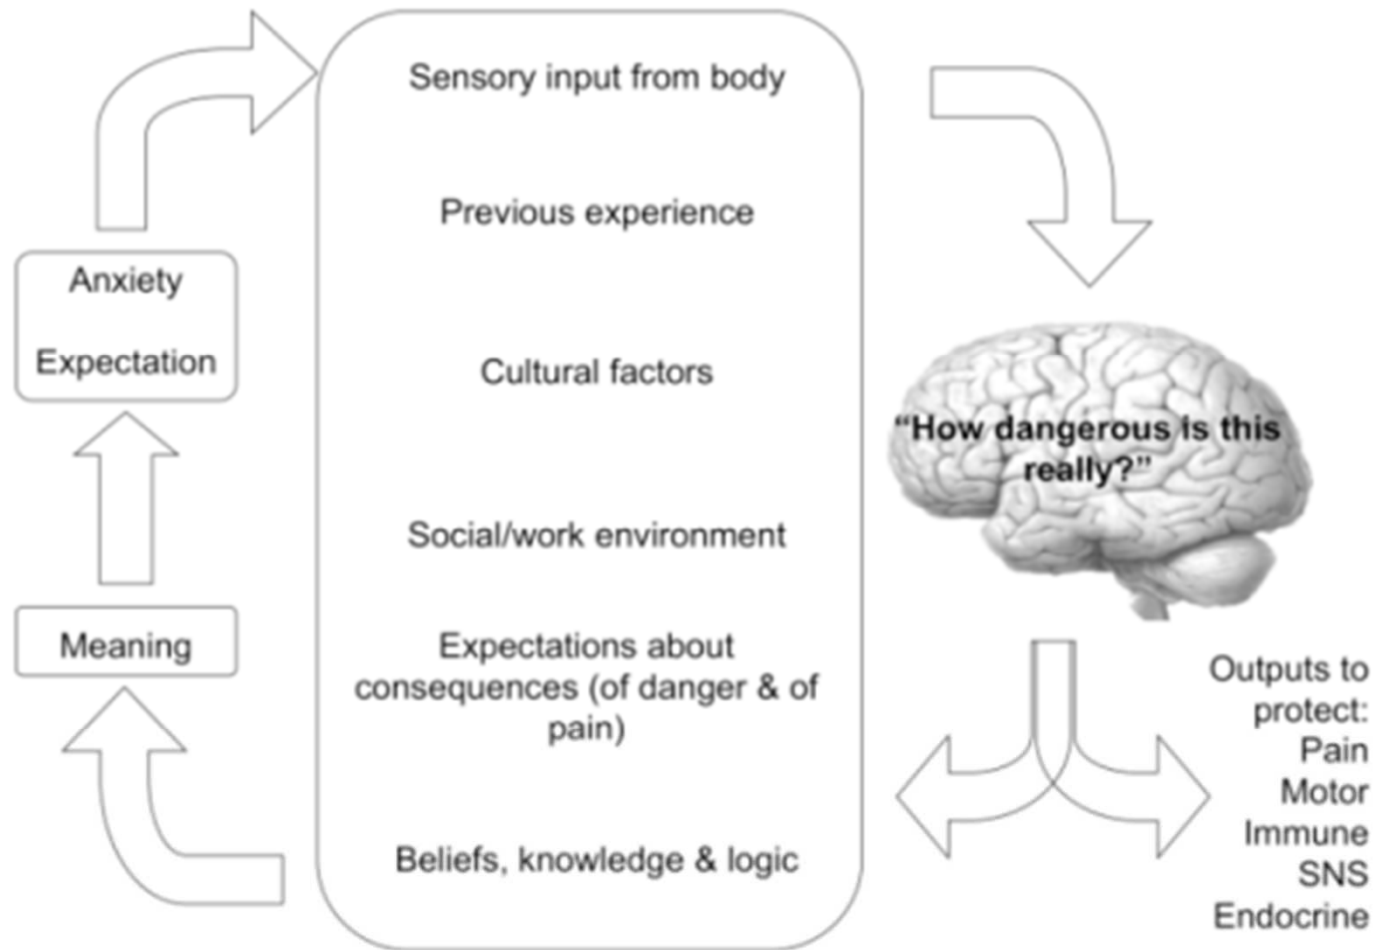 Sensory input from body
Previous experience
Cultural factors
Social/work environment
Expectations about
consequences (of danger & of
pain)
Beliefs, knowledge & logic
Meaning
Anxiety
Expectation
“How dangerous is this
really?”
Outputs to
protect:
Pain
Motor
Immune
SNS
Endocrine